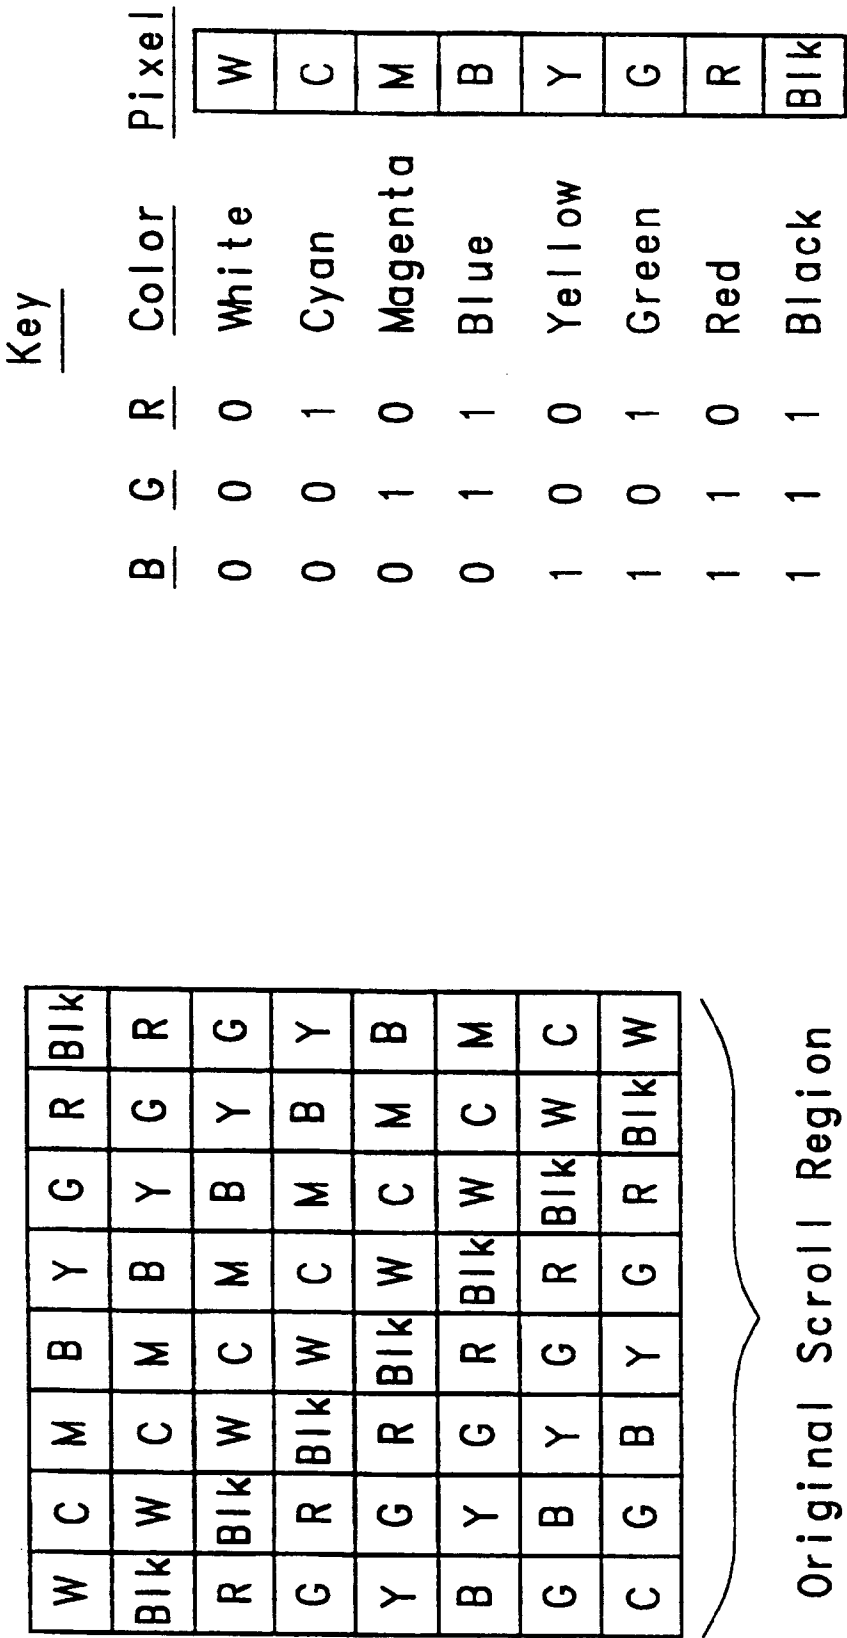 W C M B Y G R Blk
Blk W C M B Y G R
R Blk W C M B Y G
G R Blk W C M B Y
Y G R Blk W C M B
B Y G R Blk W C M
G B Y G R Blk W C
C G B Y G R Blk W
Original Scroll Region
Key
B G R Color Pixel
0 0 0 White W
0 0 1 Cyan C
0 1 0 Magenta M
0 1 1 Blue B
1 0 0 Yellow Y
1 0 1 Green G
1 1 0 Red R
1 1 1 Black Blk